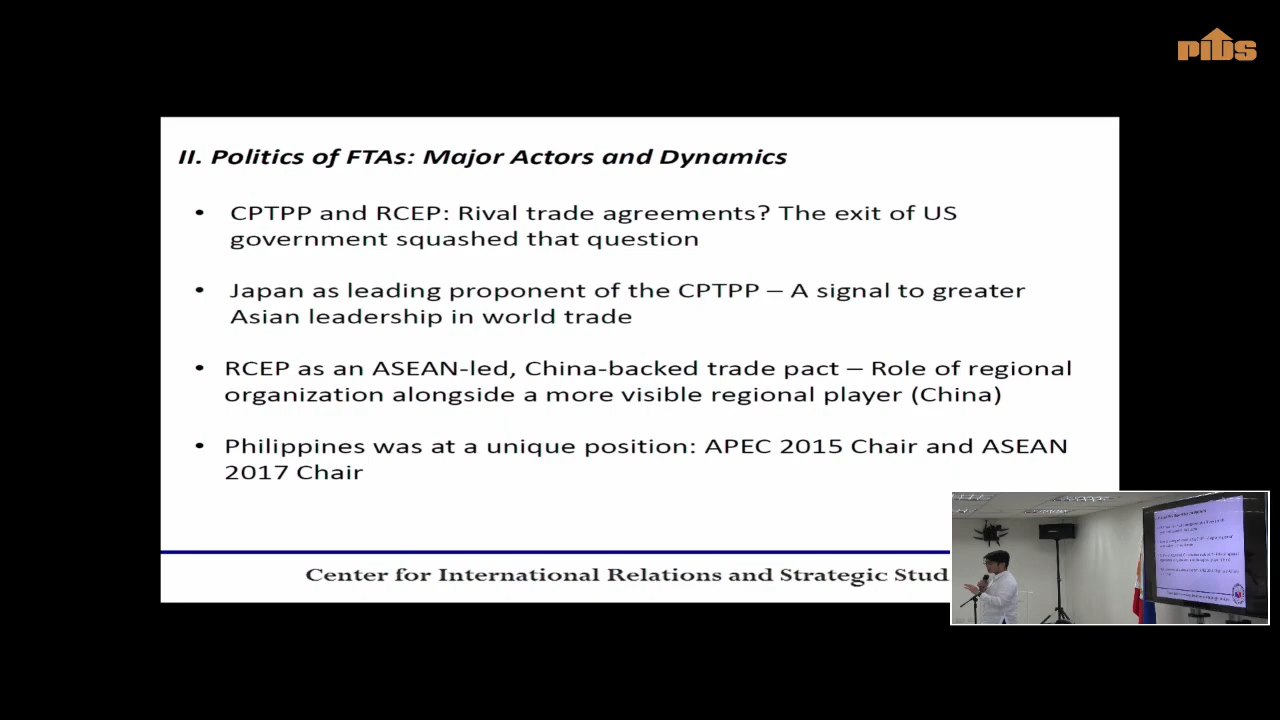 PIDS
II. Politics of FTAs: Major Actors and Dynamics
• CPTPP and RCEP: Rival trade agreements? The exit of US
government squashed that question
• Japan as leading proponent of the CPTPP – A signal to greater
Asian leadership in world trade
• RCEP as an ASEAN-led, China-backed trade pact – Role of regional
organization alongside a more visible regional player (China)
• Philippines was at a unique position: APEC 2015 Chair and ASEAN
2017 Chair
Center for International Relations and Strategic Stud